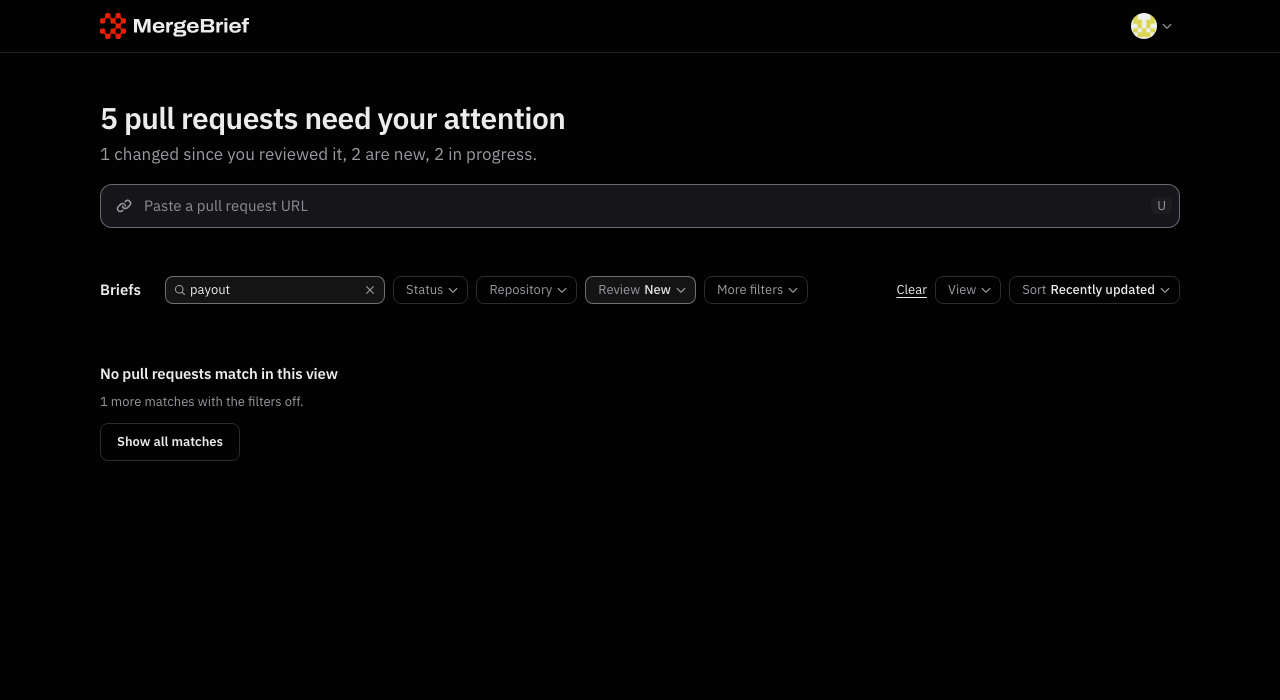 MergeBrief
5 pull requests need your attention
1 changed since you reviewed it, 2 are new, 2 in progress.
Paste a pull request URL U
Briefs payout Status Repository Review New More filters Clear View Sort Recently updated
No pull requests match in this view
1 more matches with the filters off.
Show all matches